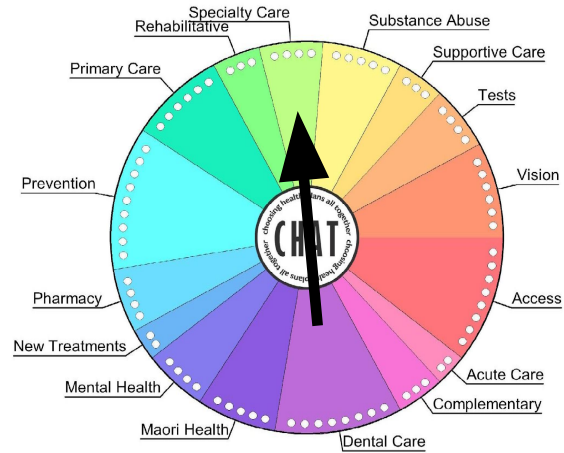 Specialty Care
Rehabilitative
Substance Abuse
Supportive Care
Primary Care
Tests
Vision
Prevention
choosing health plans all together
CHAT
choosing health plans all together
Pharmacy
Access
New Treatments
Acute Care
Mental Health
Complementary
Maori Health
Dental Care